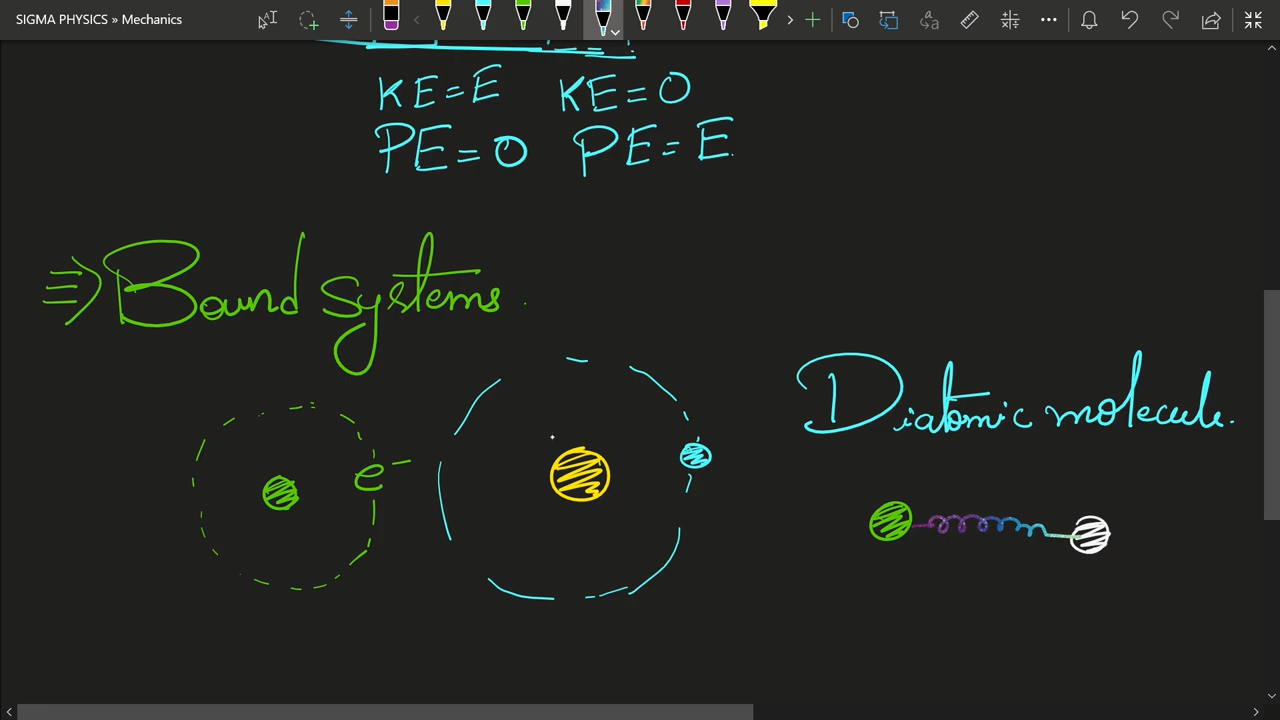 SIGMA PHYSICS » Mechanics
KE=E KE=0
PE=0 PE=E
⇒ Bound systems.
Diatomic molecule.
e⁻